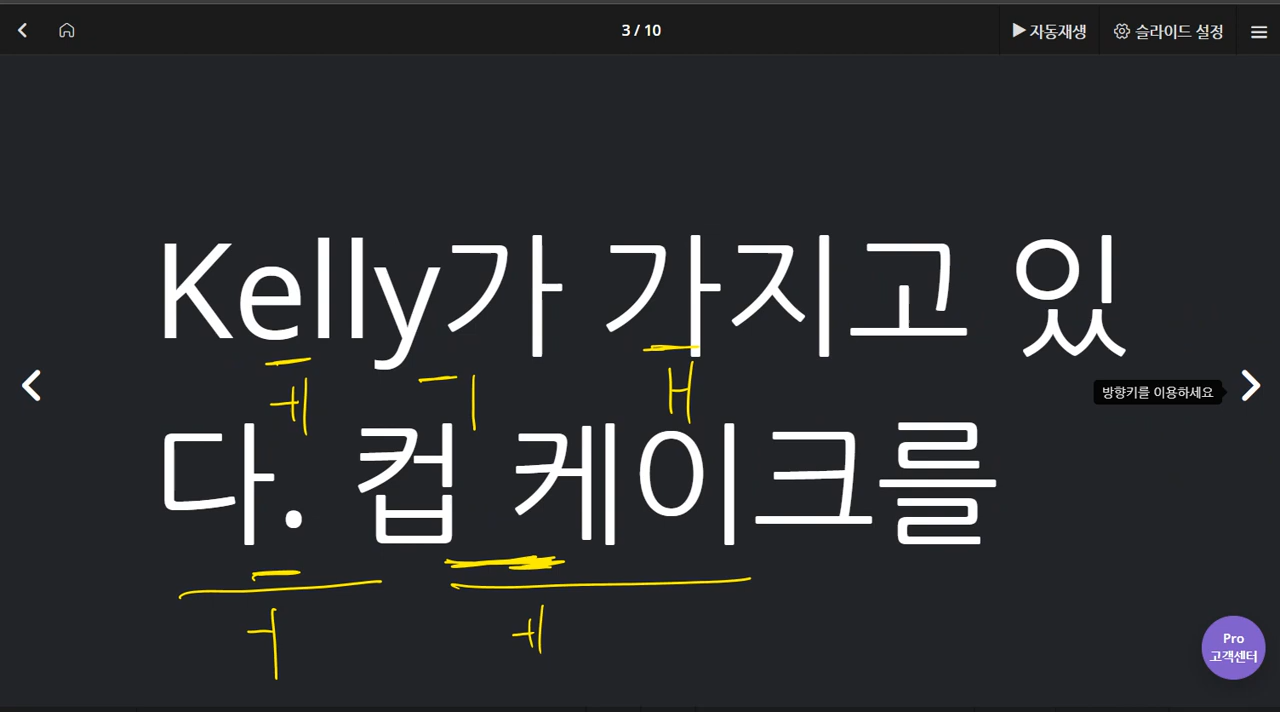 3 / 10
▶ 자동재생
슬라이드 설정
Kelly가 가지고 있
ㅔ ㅣ ㅐ
방향키를 이용하세요
다. 컵 케이크를
ㅓ ㅔ
Pro
고객센터